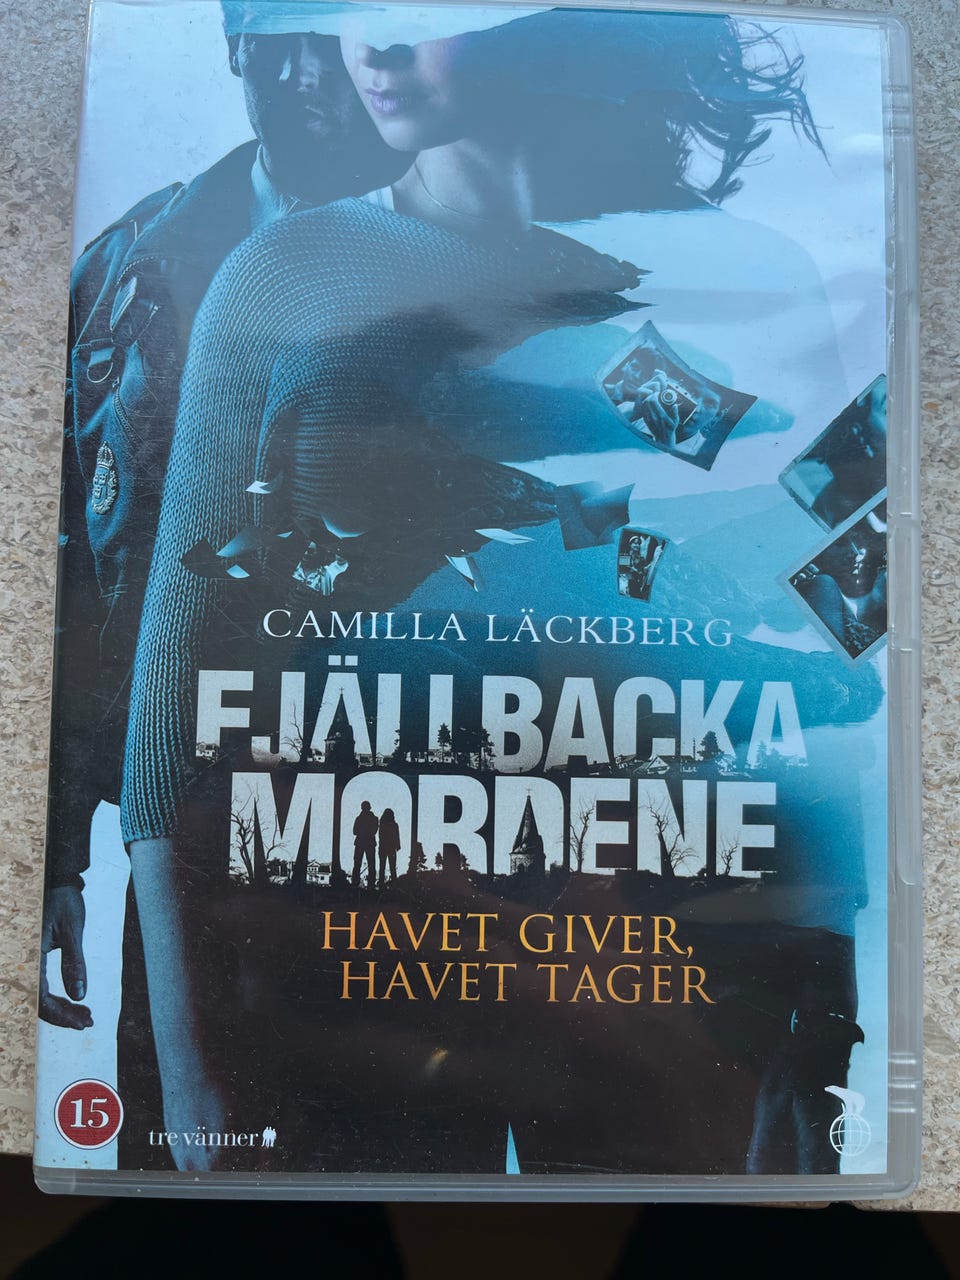 CAMILLA LÄCKBERG
FJÄLLBACKA
MORDENE
HAVET GIVER,
HAVET TAGER
15
tre vänner